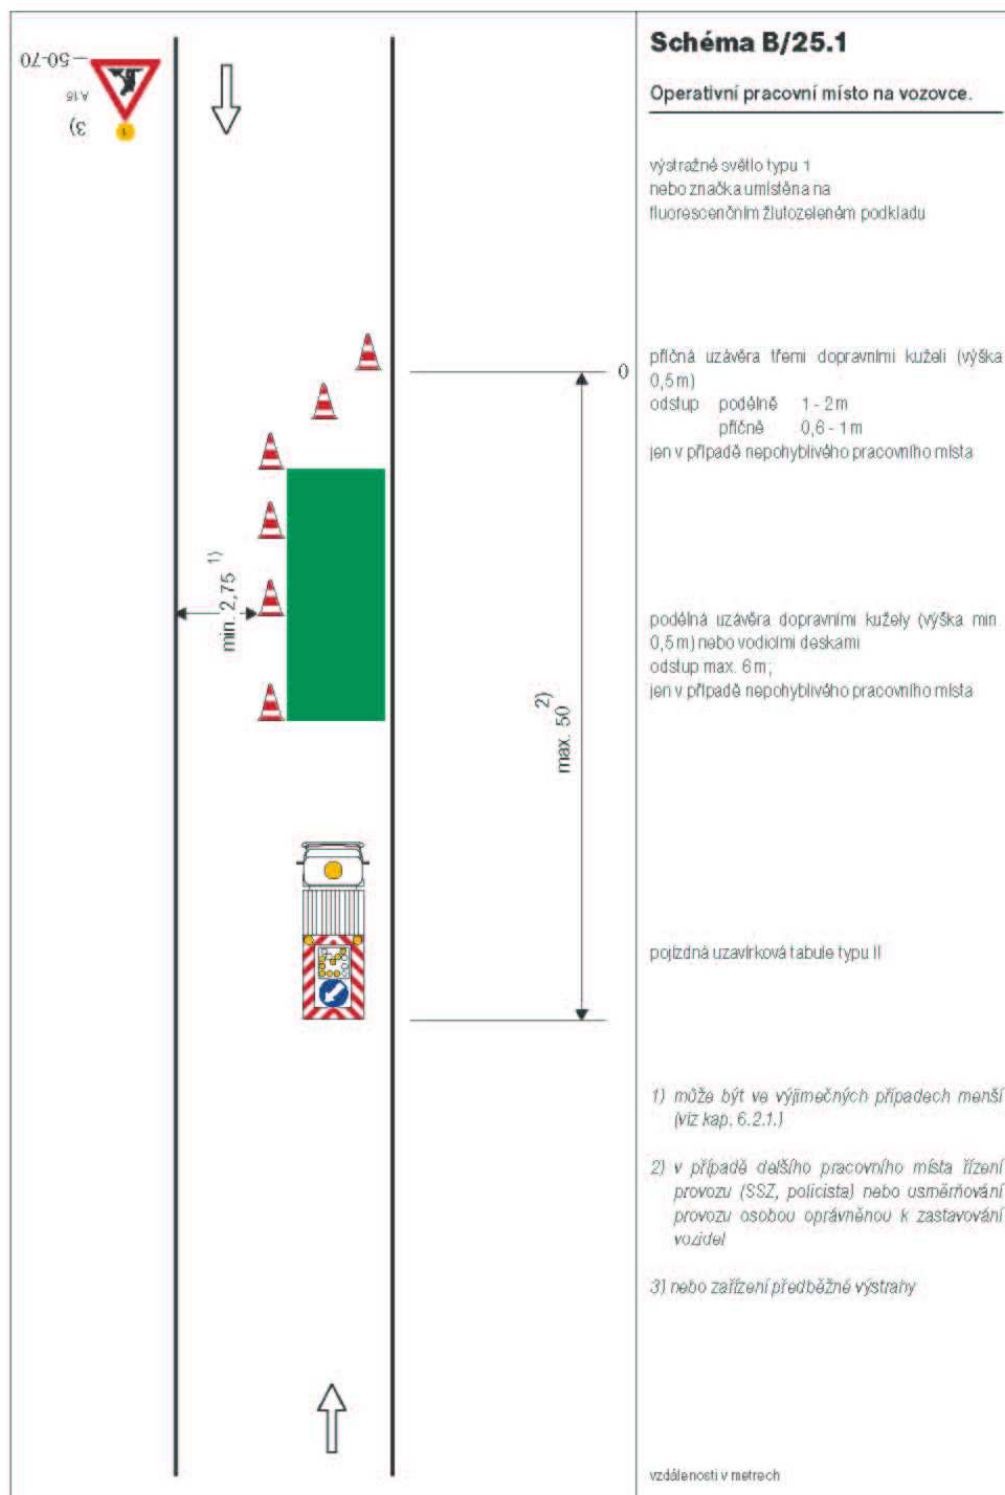 Schéma B/25.1
Operativní pracovní místo na vozovce.
50-70
A15
3)
1
výstražné světlo typu 1
nebo značka umístěna na
fluorescenčním žlutozeleném podkladu
0
příčná uzávěra třemi dopravními kuželi (výška
0,5 m)
odstup podélně 1 - 2 m
příčně 0,6 - 1 m
jen v případě nepohyblivého pracovního místa
min. 2,75 1)
max. 50 2)
podélná uzávěra dopravními kužely (výška min.
0,5 m) nebo vodicími deskami
odstup max. 6 m;
jen v případě nepohyblivého pracovního místa
pojízdná uzavírková tabule typu II
1) může být ve výjimečných případech menší
(viz kap. 6.2.1.)
2) v případě delšího pracovního místa řízení
provozu (SSZ, policista) nebo usměrňování
provozu osobou oprávněnou k zastavování
vozidel
3) nebo zařízení předběžné výstrahy
vzdálenosti v metrech